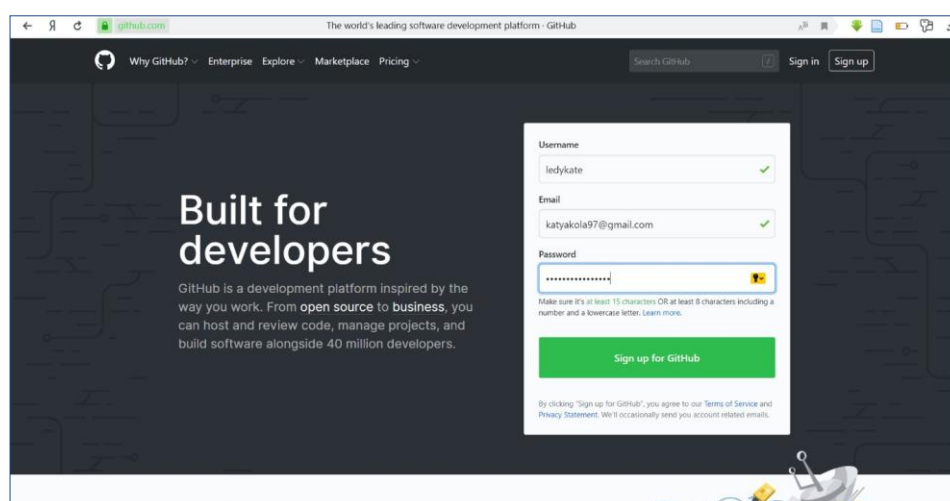 Я github.com The world's leading software development platform · GitHub
Why GitHub? Enterprise Explore Marketplace Pricing Search GitHub / Sign in Sign up
Built for
developers
GitHub is a development platform inspired by the
way you work. From open source to business, you
can host and review code, manage projects, and
build software alongside 40 million developers.
Username
ledykate
Email
katyakola97@gmail.com
Password
Make sure it's at least 15 characters OR at least 8 characters including a
number and a lowercase letter. Learn more.
Sign up for GitHub
By clicking "Sign up for GitHub", you agree to our Terms of Service and
Privacy Statement. We'll occasionally send you account related emails.